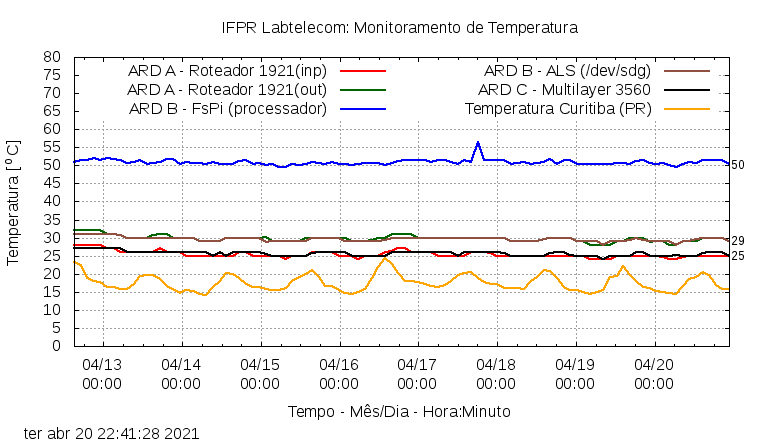 IFPR Labtelecom: Monitoramento de Temperatura
80
75
70
65
60
55
50
45
40
35
30
25
20
15
10
5
0
Temperatura [ºC]
ARD A - Roteador 1921(inp)
ARD A - Roteador 1921(out)
ARD B - FsPi (processador)
ARD B - ALS (/dev/sdg)
ARD C - Multilayer 3560
Temperatura Curitiba (PR)
50
29
25
04/13 04/14 04/15 04/16 04/17 04/18 04/19 04/20
00:00 00:00 00:00 00:00 00:00 00:00 00:00 00:00
Tempo - Mês/Dia - Hora:Minuto
ter abr 20 22:41:28 2021